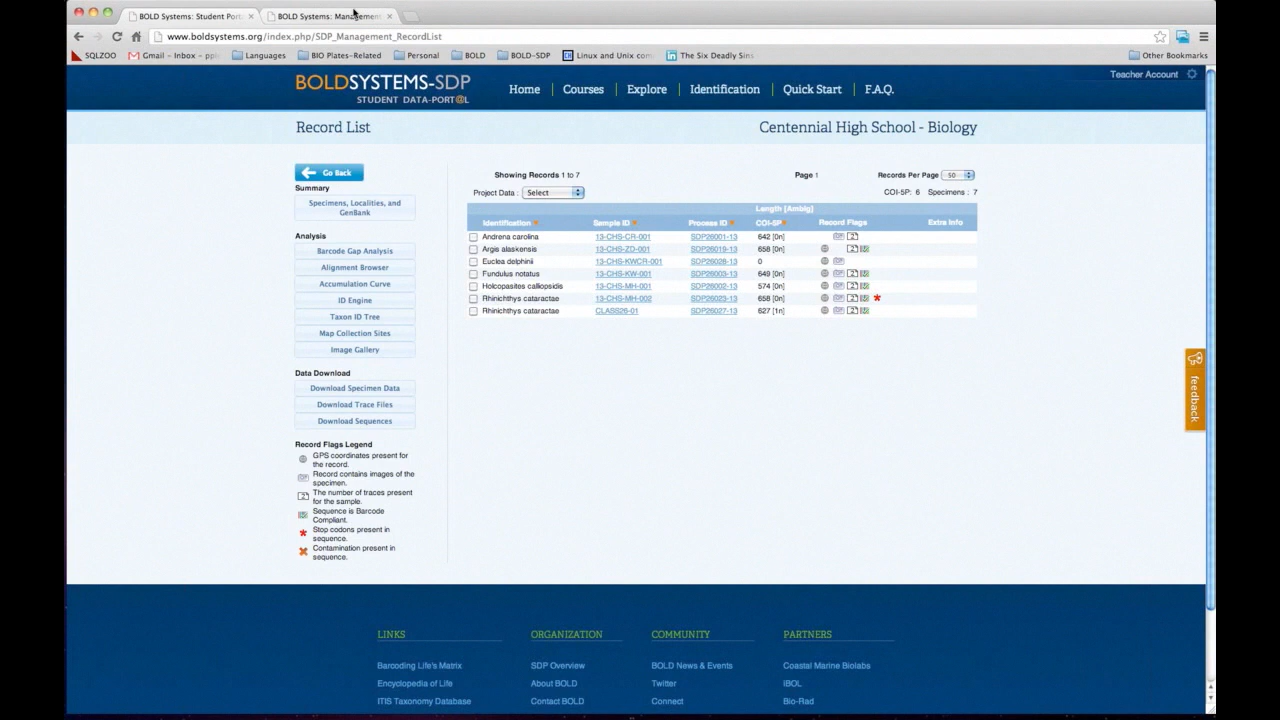 BOLD Systems: Student Port
BOLD Systems: Management
www.boldsystems.org/index.php/SDP_Management_RecordList
SQLZOO
Gmail - Inbox - ppin
Languages
BIO Plates-Related
Personal
BOLD
BOLD-SDP
Linux and Unix com
The Six Deadly Sins
Other Bookmarks
BOLDSYSTEMS-SDP
STUDENT DATA-PORT@L
Home
Courses
Explore
Identification
Quick Start
F.A.Q.
Teacher Account
Record List
Centennial High School - Biology
Go Back
Summary
Specimens, Localities, and
GenBank
Analysis
Barcode Gap Analysis
Alignment Browser
Accumulation Curve
ID Engine
Taxon ID Tree
Map Collection Sites
Image Gallery
Data Download
Download Specimen Data
Download Trace Files
Download Sequences
Record Flags Legend
GPS coordinates present for
the record.
Record contains images of the
specimen.
The number of traces present
for the sample.
Sequence is Barcode
Compliant.
Stop codons present in
sequence.
Contamination present in
sequence.
Showing Records 1 to 7
Page 1
Records Per Page 50
Project Data : Select
COI-5P: 6 Specimens : 7
Length [Ambig]
Identification Sample ID Process ID COI-5P Record Flags Extra Info
Andrena carolina 13-CHS-CR-001 SDP26001-13 642 [0n] 2
Argis alaskensis 13-CHS-ZD-001 SDP26019-13 658 [0n] 2
Euclea delphinii 13-CHS-KWCR-001 SDP26028-13 0
Fundulus notatus 13-CHS-KW-001 SDP26003-13 649 [0n] 2
Holcopasites calliopsidis 13-CHS-MH-001 SDP26002-13 574 [0n] 2
Rhinichthys cataractae 13-CHS-MH-002 SDP26023-13 658 [0n] 2 *
Rhinichthys cataractae CLASS26-01 SDP26027-13 627 [1n] 2
feedback
LINKS
Barcoding Life's Matrix
Encyclopedia of Life
ITIS Taxonomy Database
ORGANIZATION
SDP Overview
About BOLD
Contact BOLD
COMMUNITY
BOLD News & Events
Twitter
Connect
PARTNERS
Coastal Marine Biolabs
iBOL
Bio-Rad